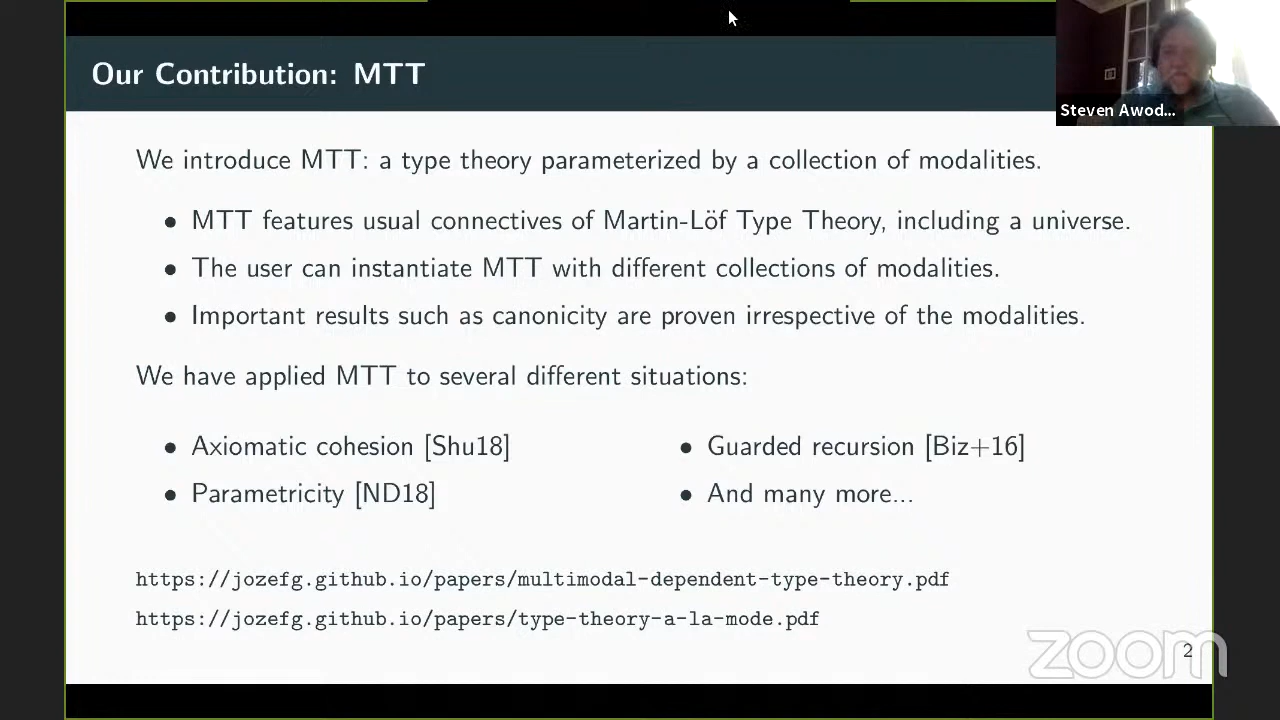 Our Contribution: MTT
Steven Awod...
We introduce MTT: a type theory parameterized by a collection of modalities.
• MTT features usual connectives of Martin-Löf Type Theory, including a universe.
• The user can instantiate MTT with different collections of modalities.
• Important results such as canonicity are proven irrespective of the modalities.
We have applied MTT to several different situations:
• Axiomatic cohesion [Shu18]
• Guarded recursion [Biz+16]
• Parametricity [ND18]
• And many more...
https://jozefg.github.io/papers/multimodal-dependent-type-theory.pdf
https://jozefg.github.io/papers/type-theory-a-la-mode.pdf
zoom
2